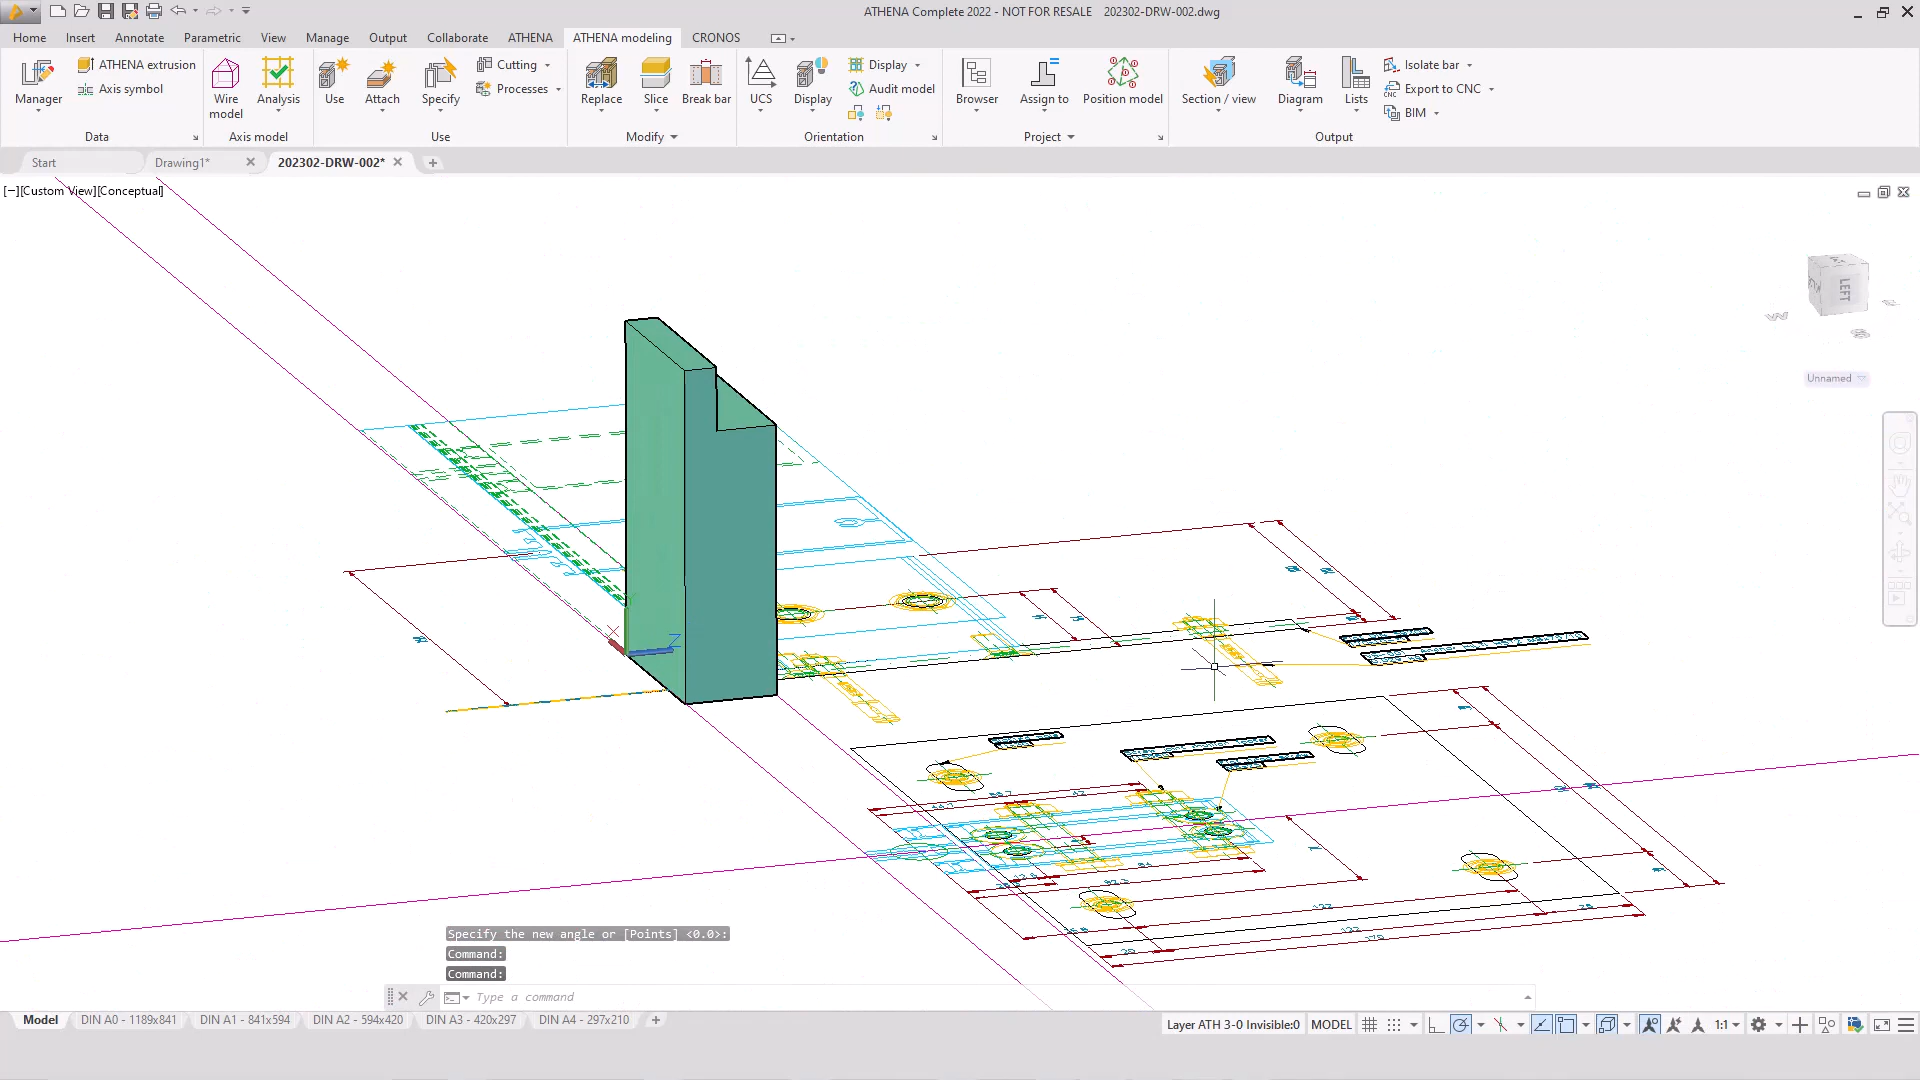 ATHENA Complete 2022 - NOT FOR RESALE 202302-DRW-002.dwg
Home Insert Annotate Parametric View Manage Output Collaborate ATHENA ATHENA modeling CRONOS
Manager
ATHENA extrusion
Axis symbol
Data
Wire model
Analysis
Axis model
Use
Attach
Specify
Cutting
Processes
Use
Replace
Slice
Break bar
Modify
UCS
Display
Display
Audit model
Orientation
Browser
Assign to
Position model
Project
Section / view
Diagram
Lists
Isolate bar
Export to CNC
BIM
Output
Start Drawing1* 202302-DRW-002*
[−][Custom View][Conceptual]
LEFT
W
Unnamed
X
Z
84
122
132
170
20
Specify the new angle or [Points] <0.0>:
Command:
Command:
Type a command
Model DIN A0 - 1189x841 DIN A1 - 841x594 DIN A2 - 594x420 DIN A3 - 420x297 DIN A4 - 297x210
Layer ATH 3-0 Invisible:0 MODEL 1:1